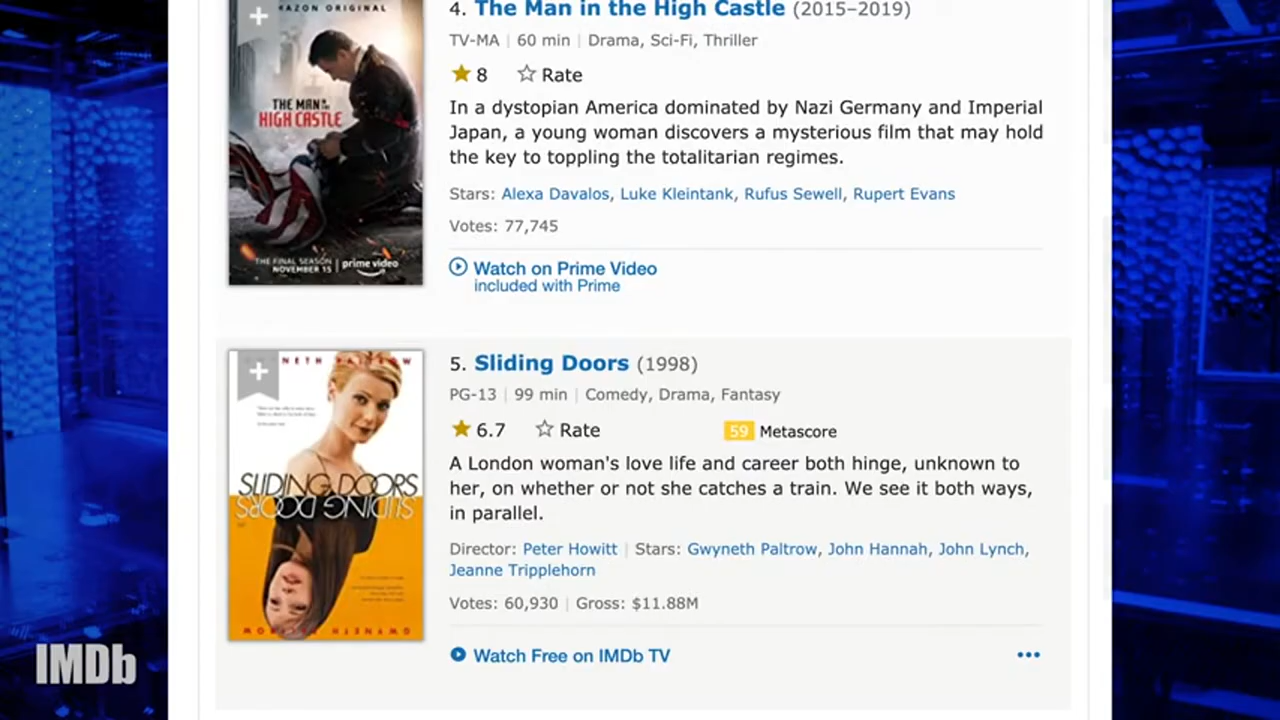 AMAZON ORIGINAL
THE MAN IN THE
HIGH CASTLE
THE FINAL SEASON
NOVEMBER 15 | prime video
4. The Man in the High Castle (2015–2019)
TV-MA | 60 min | Drama, Sci-Fi, Thriller
8 Rate
In a dystopian America dominated by Nazi Germany and Imperial
Japan, a young woman discovers a mysterious film that may hold
the key to toppling the totalitarian regimes.
Stars: Alexa Davalos, Luke Kleintank, Rufus Sewell, Rupert Evans
Votes: 77,745
Watch on Prime Video
included with Prime
SLIDING DOORS
SLIDING DOORS
GWYNETH PALTROW
5. Sliding Doors (1998)
PG-13 | 99 min | Comedy, Drama, Fantasy
6.7 Rate 59 Metascore
A London woman's love life and career both hinge, unknown to
her, on whether or not she catches a train. We see it both ways,
in parallel.
Director: Peter Howitt | Stars: Gwyneth Paltrow, John Hannah, John Lynch,
Jeanne Tripplehorn
Votes: 60,930 | Gross: $11.88M
Watch Free on IMDb TV
IMDb